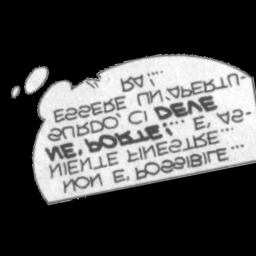 NON E' POSSIBILE...
NIENTE FINESTRE...
NE' PORTE!... E' AS-
SURDO, CI DEVE
ESSERE UN'APERTU-
RA!...